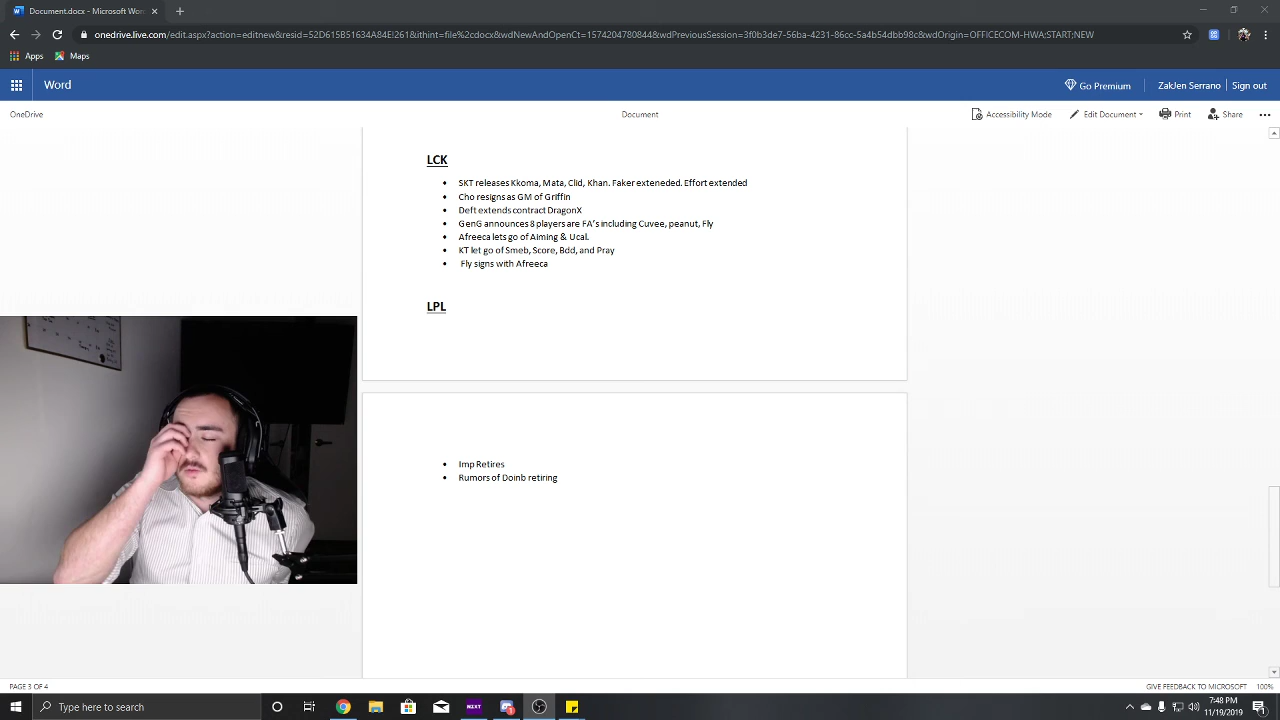 Document.docx - Microsoft Word
onedrive.live.com/edit.aspx?action=editnew&resid=52D615B51634A84E!261&ithint=file%2cdocx&wdNewAndOpenCt=1574204780844&wdPreviousSession=3f0b3de7-56ba-4231-86cc-5a4b54dbb98c&wdOrigin=OFFICECOM-HWA;START;NEW
Apps Maps
Word Go Premium ZakJen Serrano Sign out
OneDrive Document Accessibility Mode Edit Document Print Share
LCK
SKT releases Kkoma, Mata, Clid, Khan. Faker exteneded. Effort extended
Cho resigns as GM of Griffin
Deft extends contract DragonX
GenG announces 8 players are FA's including Cuvee, peanut, Fly
Afreeca lets go of Aiming & Ucal.
KT let go of Smeb, Score, Bdd, and Pray
Fly signs with Afreeca
LPL
Imp Retires
Rumors of Doinb retiring
PAGE 3 OF 4 GIVE FEEDBACK TO MICROSOFT 100%
Type here to search
7:48 PM
11/19/2019